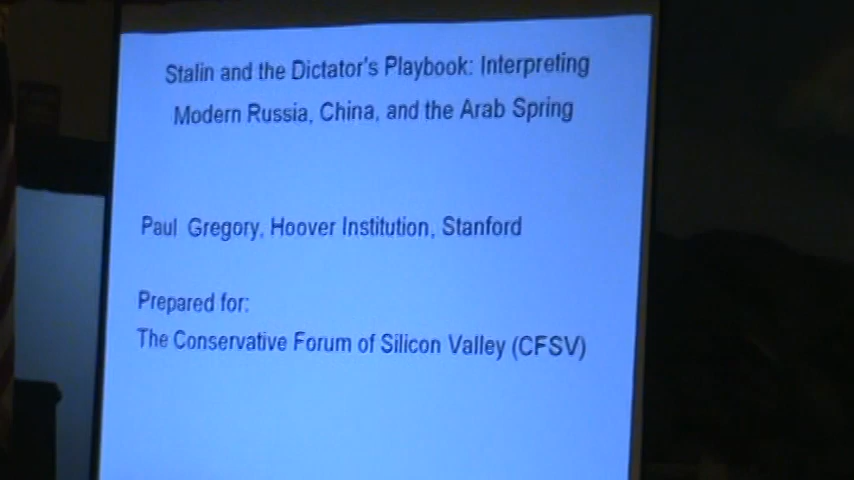 Stalin and the Dictator's Playbook: Interpreting
Modern Russia, China, and the Arab Spring
Paul Gregory, Hoover Institution, Stanford
Prepared for:
The Conservative Forum of Silicon Valley (CFSV)